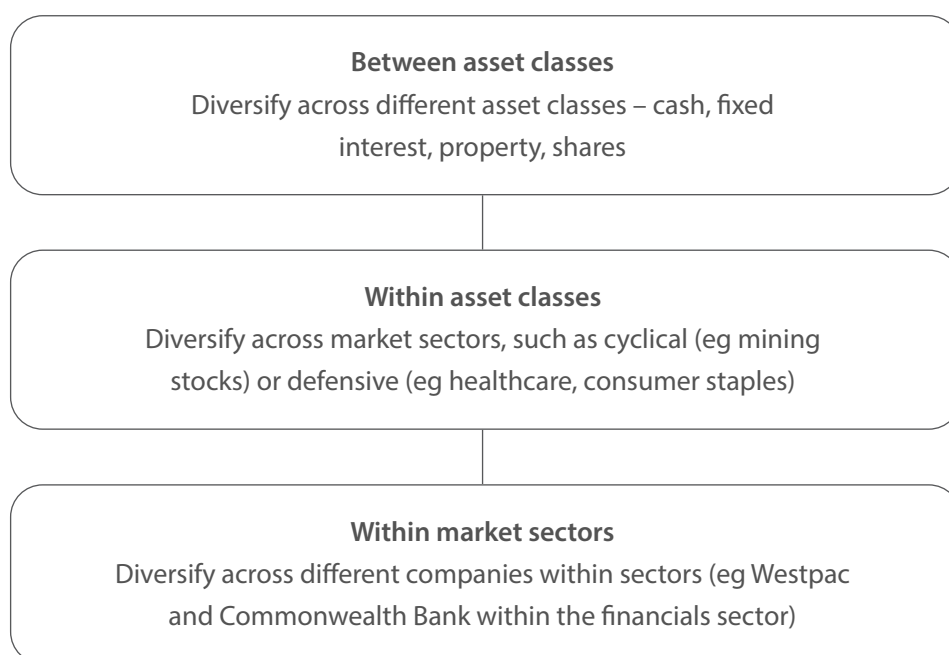 Between asset classes
Diversify across different asset classes – cash, fixed
interest, property, shares
Within asset classes
Diversify across market sectors, such as cyclical (eg mining
stocks) or defensive (eg healthcare, consumer staples)
Within market sectors
Diversify across different companies within sectors (eg Westpac
and Commonwealth Bank within the financials sector)